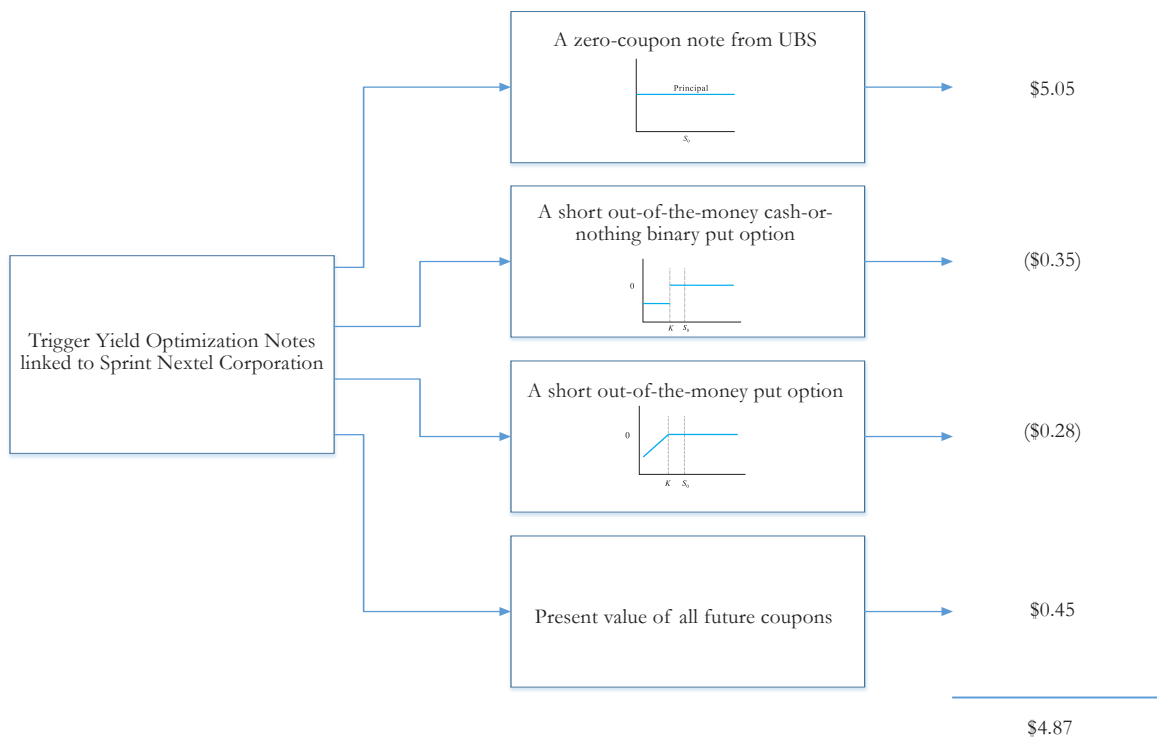 A zero-coupon note from UBS
Principal
S₀
$5.05
A short out-of-the-money cash-or-
nothing binary put option
0
K
S₀
($0.35)
Trigger Yield Optimization Notes
linked to Sprint Nextel Corporation
A short out-of-the-money put option
0
K
S₀
($0.28)
Present value of all future coupons
$0.45
$4.87